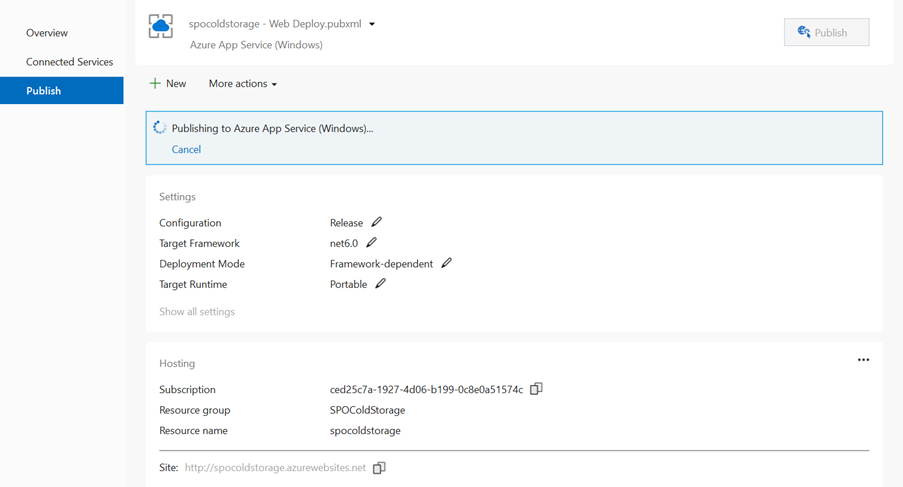 Overview
Connected Services
Publish
spocoldstorage - Web Deploy.pubxml
Azure App Service (Windows)
Publish
New
More actions
Publishing to Azure App Service (Windows)...
Cancel
Settings
Configuration Release
Target Framework net6.0
Deployment Mode Framework-dependent
Target Runtime Portable
Show all settings
Hosting
Subscription ced25c7a-1927-4d06-b199-0c8e0a51574c
Resource group SPOColdStorage
Resource name spocoldstorage
Site: http://spocoldstorage.azurewebsites.net